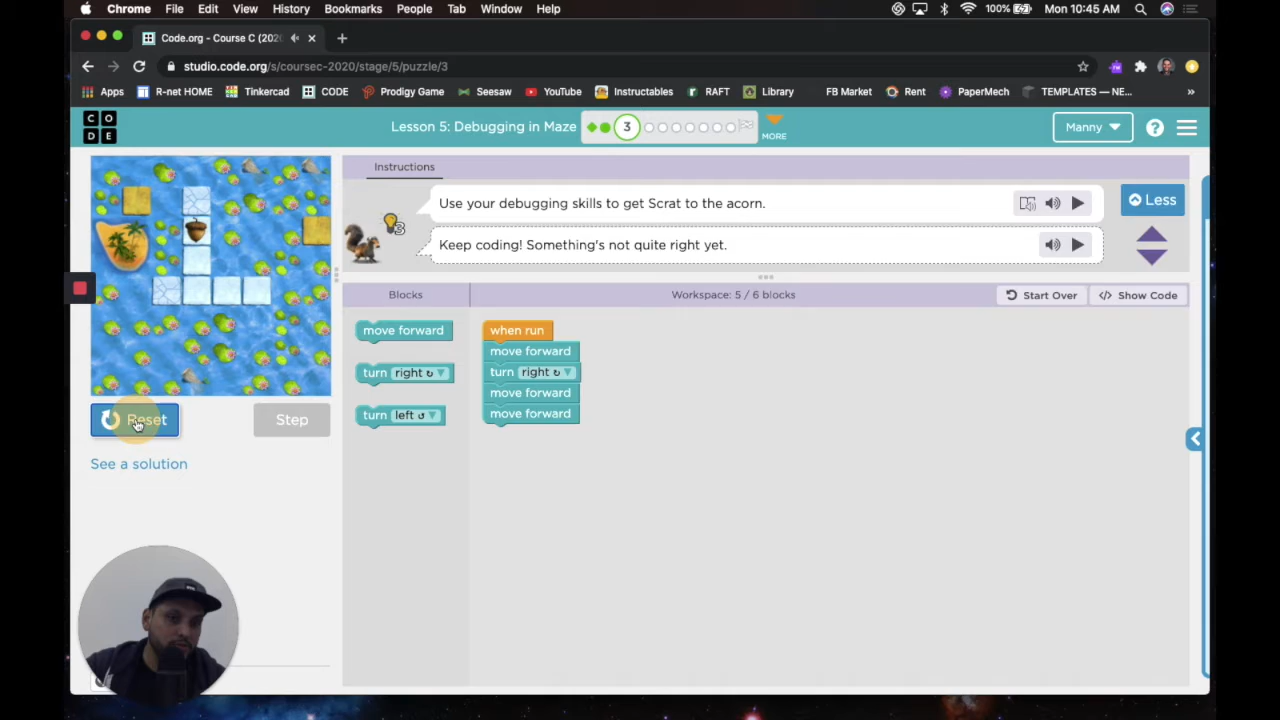 Chrome File Edit View History Bookmarks People Tab Window Help 100% Mon 10:45 AM
Code.org - Course C (202
studio.code.org/s/coursec-2020/stage/5/puzzle/3
Apps R-net HOME Tinkercad CODE Prodigy Game Seesaw YouTube Instructables RAFT Library FB Market Rent PaperMech TEMPLATES — NE... »
CODE Lesson 5: Debugging in Maze 3 MORE Manny ?
Instructions
Use your debugging skills to get Scrat to the acorn.
Less
3
Keep coding! Something's not quite right yet.
Blocks Workspace: 5 / 6 blocks Start Over </> Show Code
move forward
turn right ↻
turn left ↺
when run
move forward
turn right ↻
move forward
move forward
Reset Step
See a solution